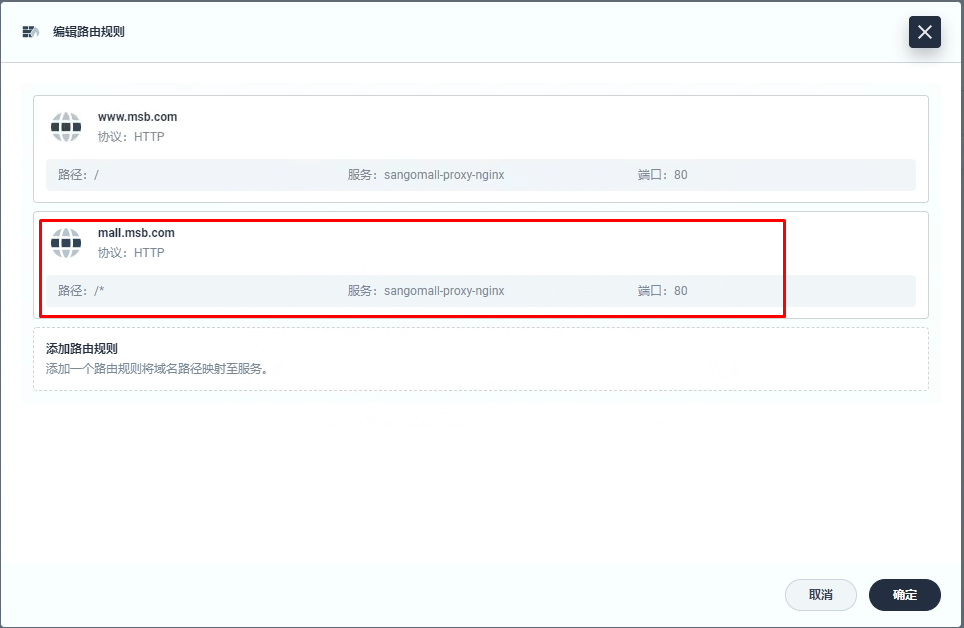 编辑路由规则
www.msb.com
协议：HTTP
路径：/ 服务：sangomall-proxy-nginx 端口：80
mall.msb.com
协议：HTTP
路径：/* 服务：sangomall-proxy-nginx 端口：80
添加路由规则
添加一个路由规则将域名路径映射至服务。
取消 确定